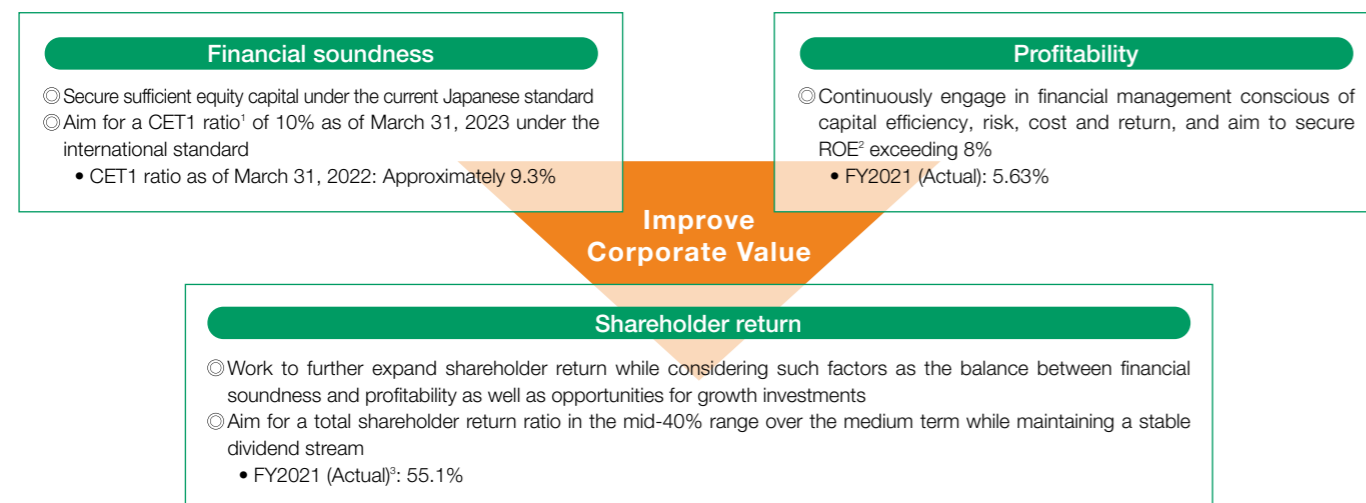 Financial soundness
◎Secure sufficient equity capital under the current Japanese standard
◎Aim for a CET1 ratio¹ of 10% as of March 31, 2023 under the
international standard
• CET1 ratio as of March 31, 2022: Approximately 9.3%
Profitability
◎Continuously engage in financial management conscious of
capital efficiency, risk, cost and return, and aim to secure
ROE² exceeding 8%
• FY2021 (Actual): 5.63%
Improve
Corporate Value
Shareholder return
◎Work to further expand shareholder return while considering such factors as the balance between financial
soundness and profitability as well as opportunities for growth investments
◎Aim for a total shareholder return ratio in the mid-40% range over the medium term while maintaining a stable
dividend stream
• FY2021 (Actual)³: 55.1%